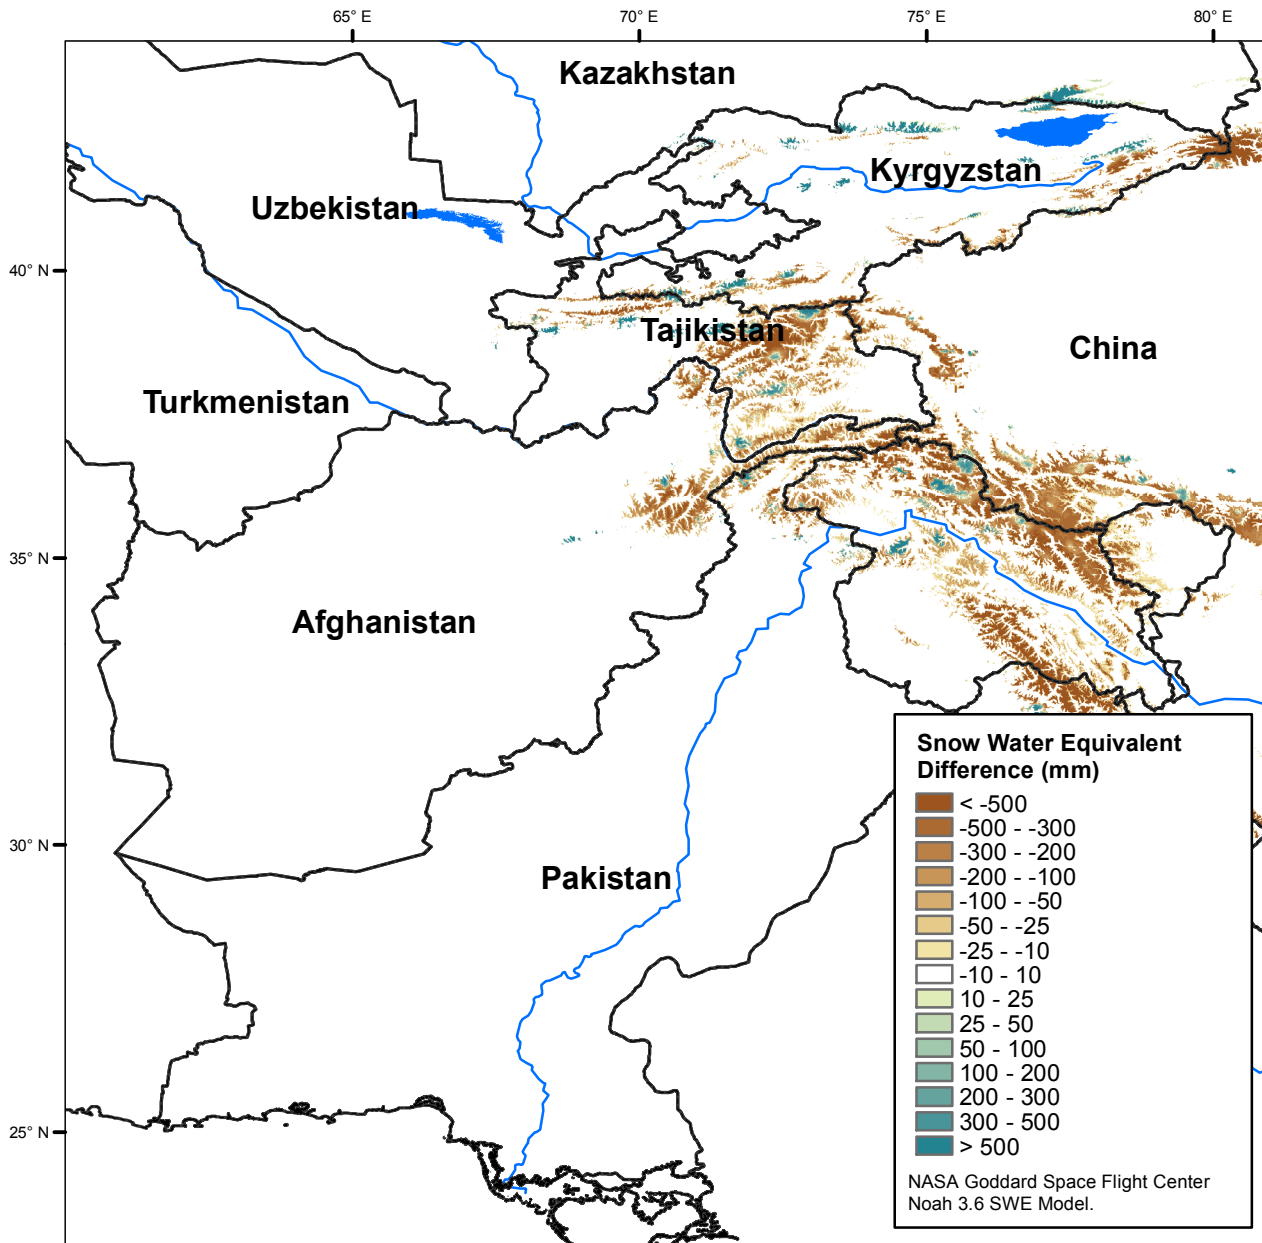 65° E
70° E
75° E
80° E
Kazakhstan
Kyrgyzstan
Uzbekistan
40° N
Tajikistan
China
Turkmenistan
35° N
Afghanistan
30° N
Pakistan
25° N
Snow Water Equivalent
Difference (mm)
< -500
-500 - -300
-300 - -200
-200 - -100
-100 - -50
-50 - -25
-25 - -10
-10 - 10
10 - 25
25 - 50
50 - 100
100 - 200
200 - 300
300 - 500
> 500
NASA Goddard Space Flight Center
Noah 3.6 SWE Model.